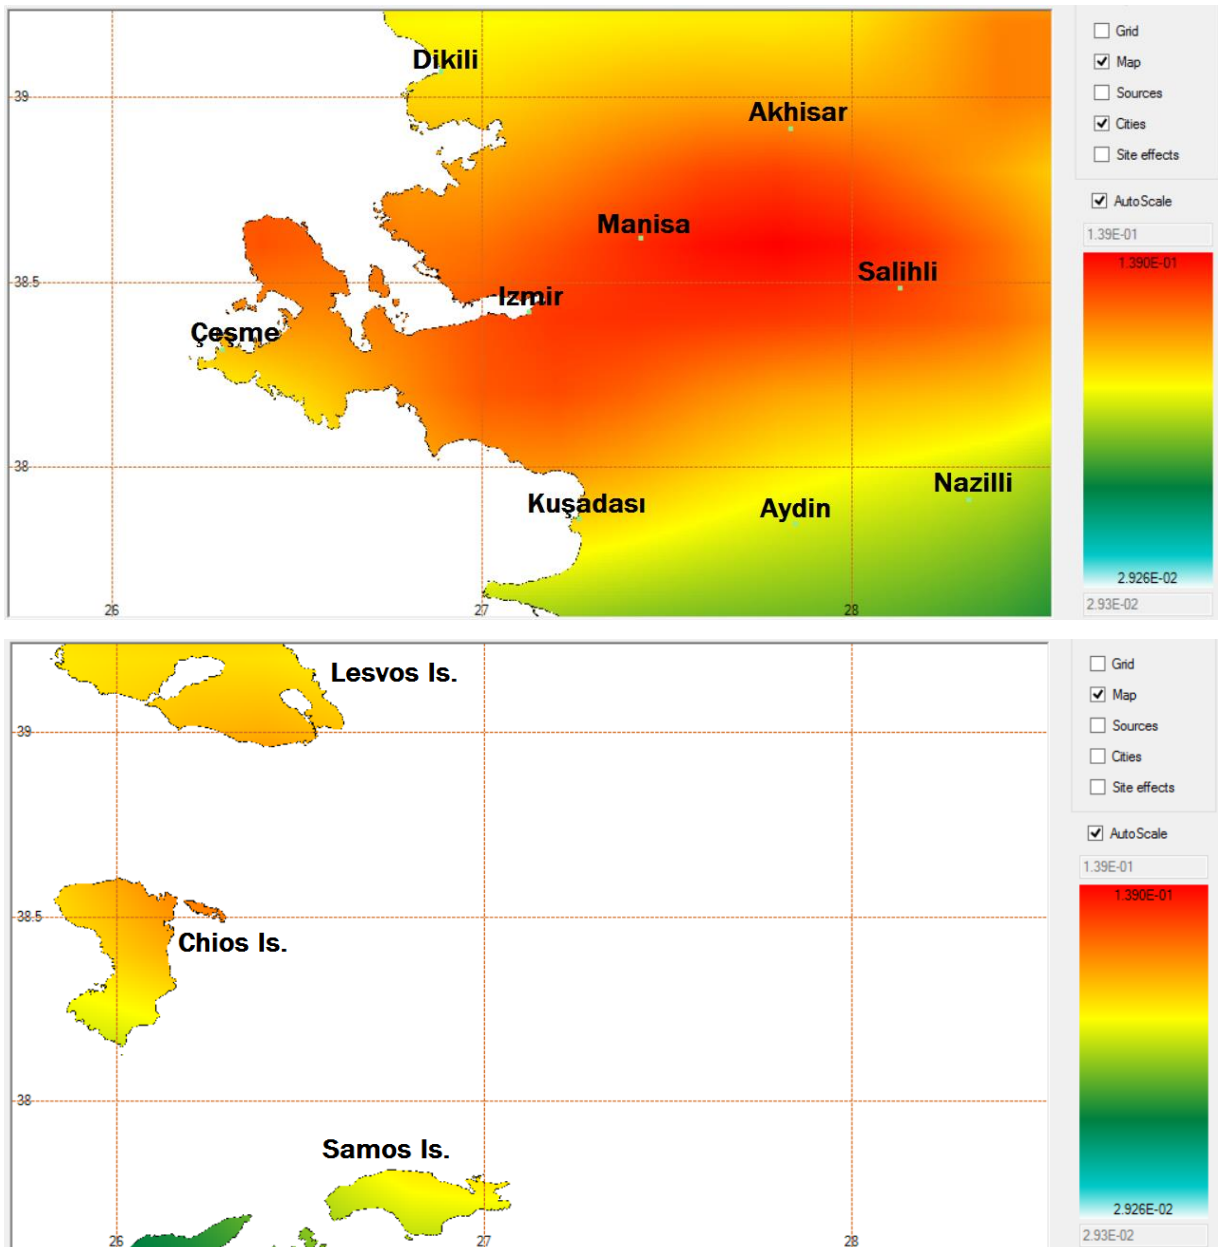 Dikili
39
Akhisar
Manisa
Salihli
38.5
Izmir
Çeşme
38
Nazilli
Kuşadası
Aydin
26
27
28
Grid
Map
Sources
Cities
Site effects
AutoScale
1.39E-01
1.390E-01
2.926E-02
2.93E-02
Lesvos Is.
39
38.5
Chios Is.
38
Samos Is.
26
27
28
Grid
Map
Sources
Cities
Site effects
AutoScale
1.39E-01
1.390E-01
2.926E-02
2.93E-02